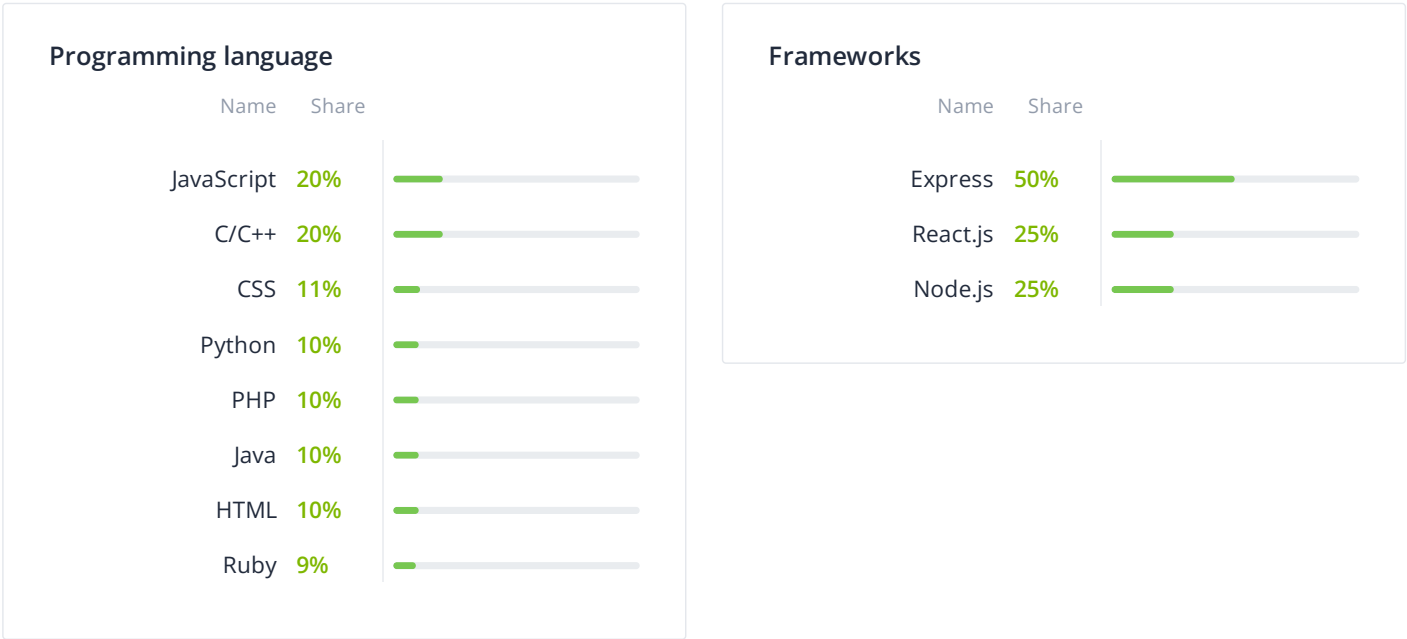 Programming language
Name Share
JavaScript 20%
C/C++ 20%
CSS 11%
Python 10%
PHP 10%
Java 10%
HTML 10%
Ruby 9%
Frameworks
Name Share
Express 50%
React.js 25%
Node.js 25%